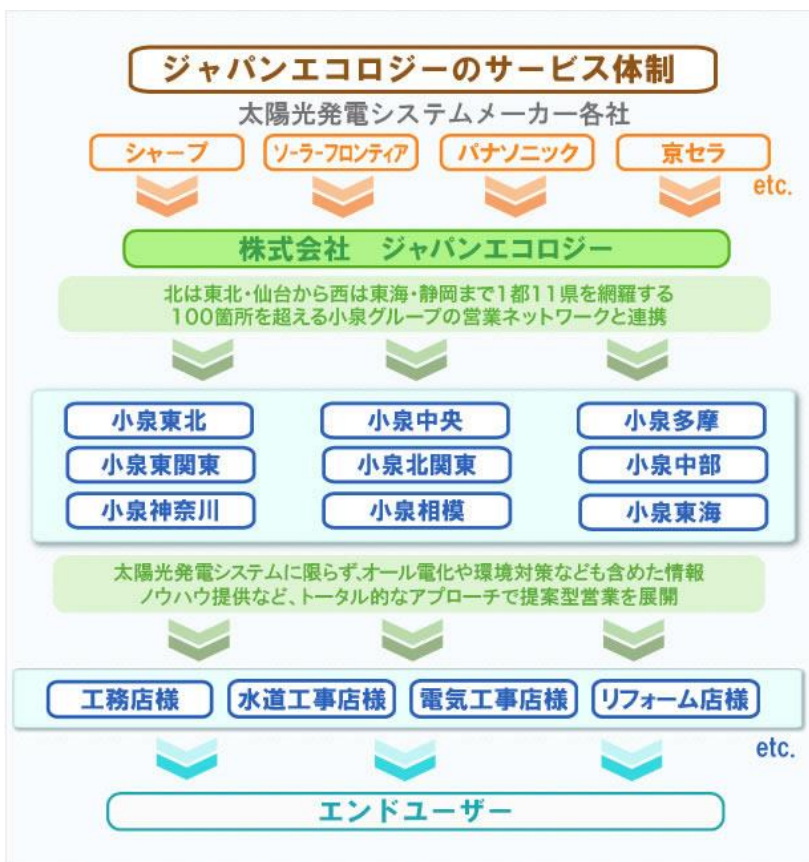 ジャパンエコロジーのサービス体制
太陽光発電システムメーカー各社
シャープ ソーラーフロンティア パナソニック 京セラ
etc.
株式会社　ジャパンエコロジー
北は東北・仙台から西は東海・静岡まで1都11県を網羅する
100箇所を超える小泉グループの営業ネットワークと連携
小泉東北 小泉中央 小泉多摩
小泉東関東 小泉北関東 小泉中部
小泉神奈川 小泉相模 小泉東海
太陽光発電システムに限らず、オール電化や環境対策なども含めた情報
ノウハウ提供など、トータル的なアプローチで提案型営業を展開
工務店様 水道工事店様 電気工事店様 リフォーム店様
etc.
エンドユーザー